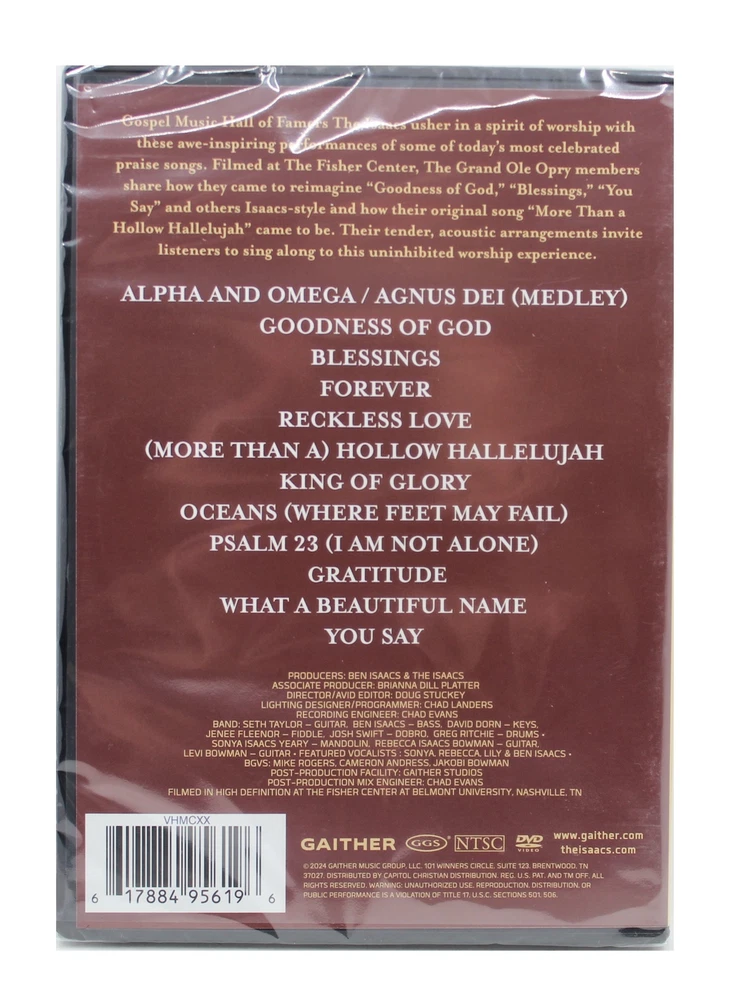 Gospel Music Hall of Famers The Isaacs usher in a spirit of worship with
these awe-inspiring performances of some of today's most celebrated
praise songs. Filmed at The Fisher Center, The Grand Ole Opry members
share how they came to reimagine “Goodness of God,” “Blessings,” “You
Say” and others Isaacs-style and how their original song “More Than a
Hollow Hallelujah” came to be. Their tender, acoustic arrangements invite
listeners to sing along to this uninhibited worship experience.
ALPHA AND OMEGA / AGNUS DEI (MEDLEY)
GOODNESS OF GOD
BLESSINGS
FOREVER
RECKLESS LOVE
(MORE THAN A) HOLLOW HALLELUJAH
KING OF GLORY
OCEANS (WHERE FEET MAY FAIL)
PSALM 23 (I AM NOT ALONE)
GRATITUDE
WHAT A BEAUTIFUL NAME
YOU SAY
PRODUCERS: BEN ISAACS & THE ISAACS
ASSOCIATE PRODUCER: BRIANNA DILL PLATTER
DIRECTOR/AVID EDITOR: DOUG STUCKEY
LIGHTING DESIGNER/PROGRAMMER: CHAD LANDERS
RECORDING ENGINEER: CHAD EVANS
BAND: SETH TAYLOR – GUITAR, BEN ISAACS – BASS, DAVID DORN – KEYS,
JENEE FLEENOR – FIDDLE, JOSH SWIFT – DOBRO, GREG RITCHIE – DRUMS •
SONYA ISAACS YEARY – MANDOLIN, REBECCA ISAACS BOWMAN – GUITAR,
LEVI BOWMAN – GUITAR • FEATURED VOCALISTS : SONYA, REBECCA, LILY & BEN ISAACS •
BGVS: MIKE ROGERS, CAMERON ANDRESS, JAKOBI BOWMAN
POST-PRODUCTION FACILITY: GAITHER STUDIOS
POST-PRODUCTION MIX ENGINEER: CHAD EVANS
FILMED IN HIGH DEFINITION AT THE FISHER CENTER AT BELMONT UNIVERSITY, NASHVILLE, TN
VHMCXX
6 17884 95619 6
GAITHER GGS NTSC DVD VIDEO
www.gaither.com
theisaacs.com
© 2024 GAITHER MUSIC GROUP, LLC. 101 WINNERS CIRCLE, SUITE 123, BRENTWOOD, TN
37027. DISTRIBUTED BY CAPITOL CHRISTIAN DISTRIBUTION. REG. U.S. PAT. AND TM OFF. ALL
RIGHTS RESERVED. WARNING: UNAUTHORIZED USE, REPRODUCTION, DISTRIBUTION, OR
PUBLIC PERFORMANCE IS A VIOLATION OF TITLE 17, U.S.C. SECTIONS 501, 506.